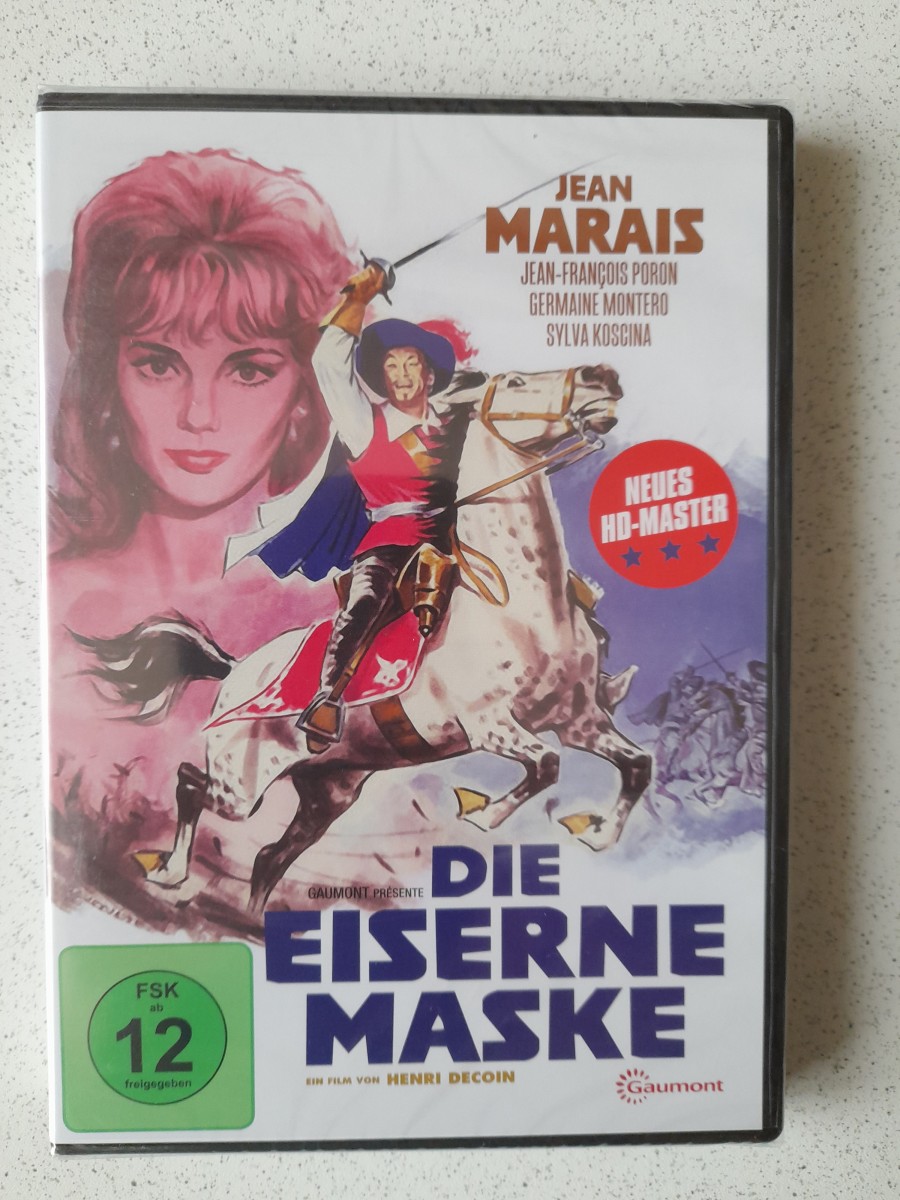 JEAN
MARAIS
JEAN-FRANÇOIS PORON
GERMAINE MONTERO
SYLVA KOSCINA
NEUES
HD-MASTER
GAUMONT PRÉSENTE
DIE
EISERNE
MASKE
EIN FILM VON HENRI DECOIN
FSK
ab
12
freigegeben
Gaumont